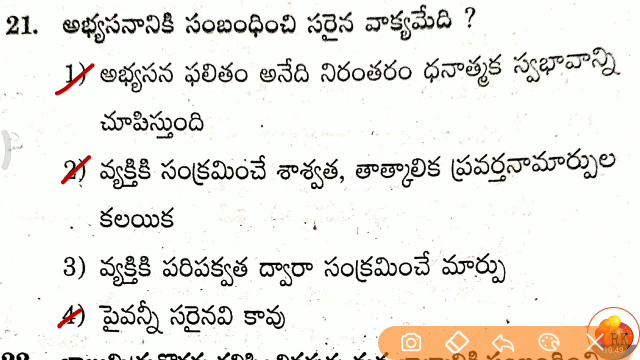 21. అభ్యసనానికి సంబంధించి సరైన వాక్యమేది ?
1) అభ్యసన ఫలితం అనేది నిరంతరం ధనాత్మక స్వభావాన్ని
చూపిస్తుంది
2) వ్యక్తికి సంక్రమించే శాశ్వత, తాత్కాలిక ప్రవర్తనామార్పుల
కలయిక
3) వ్యక్తికి పరిపక్వత ద్వారా సంక్రమించే మార్పు
4) పైవన్నీ సరైనవి కావు